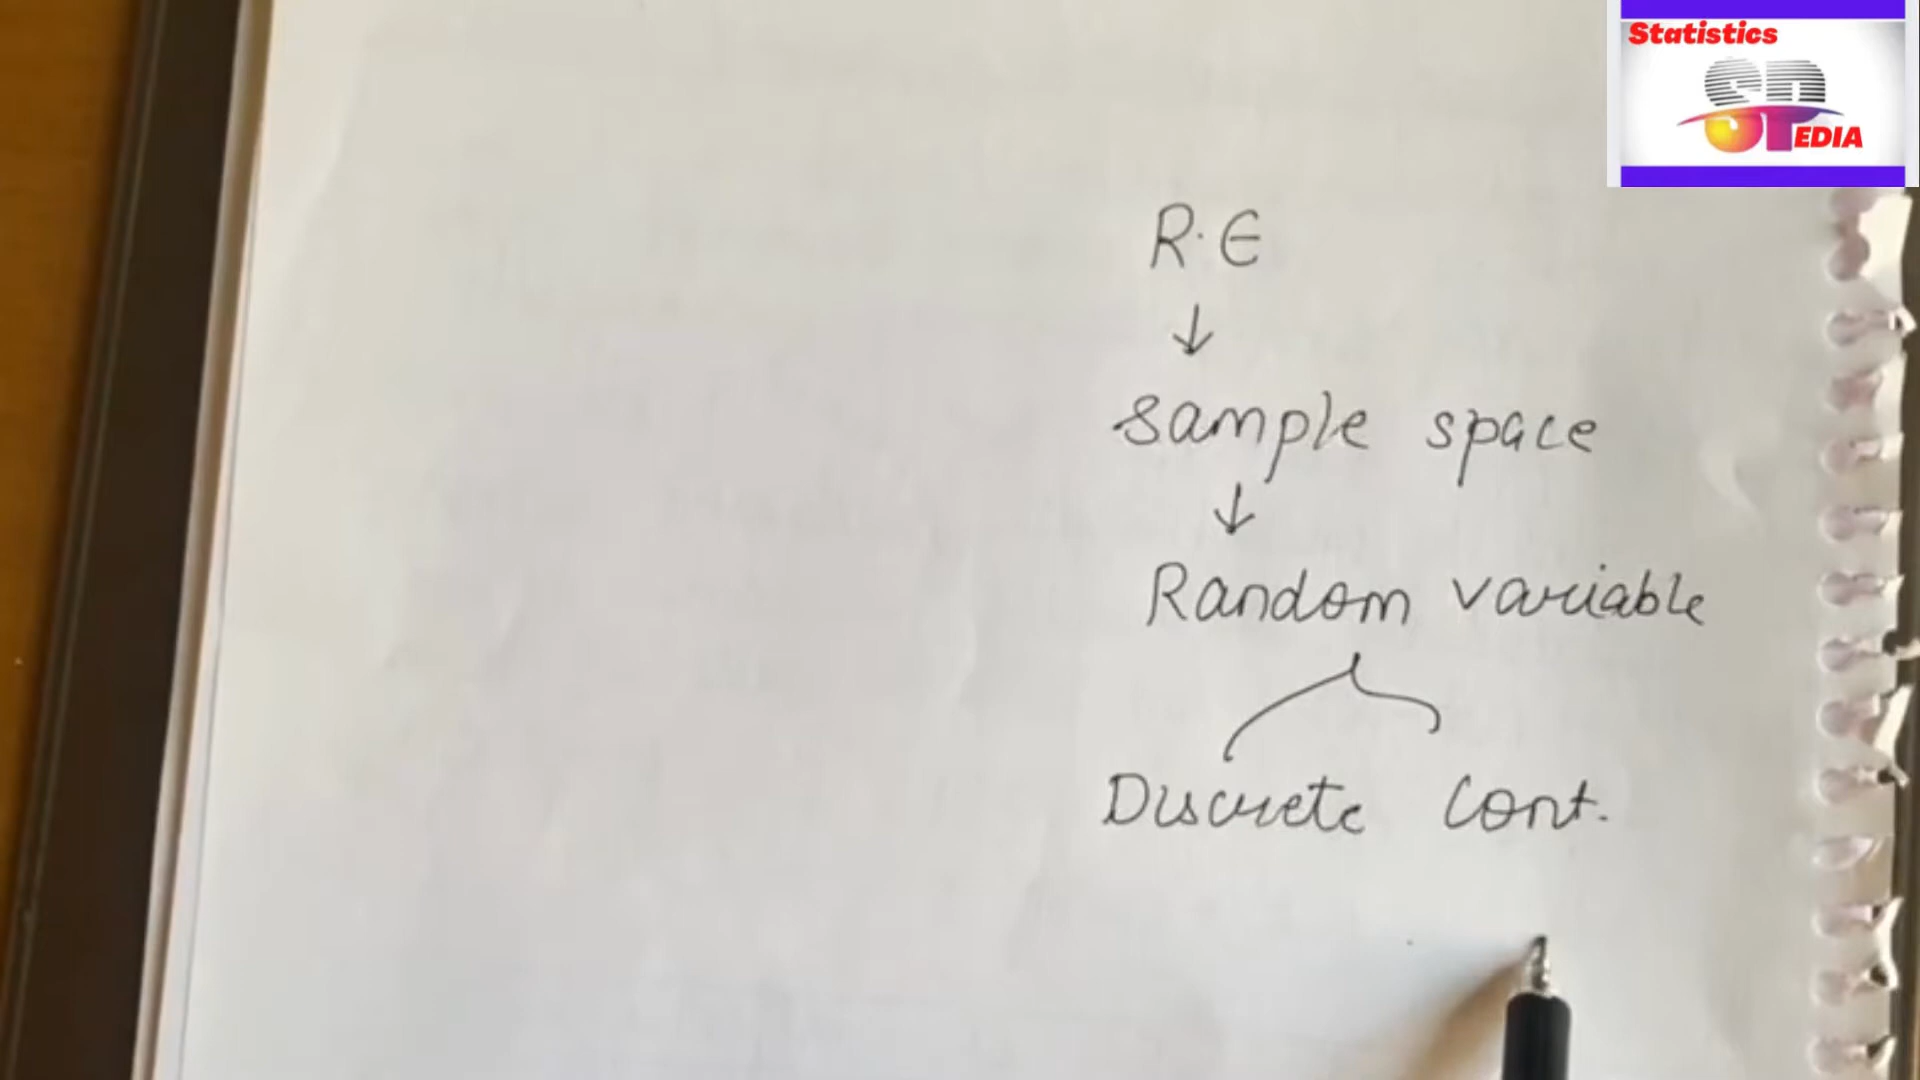 Statistics
EDIA
R.E
↓
Sample space
↓
Random variable
Discrete Cont.